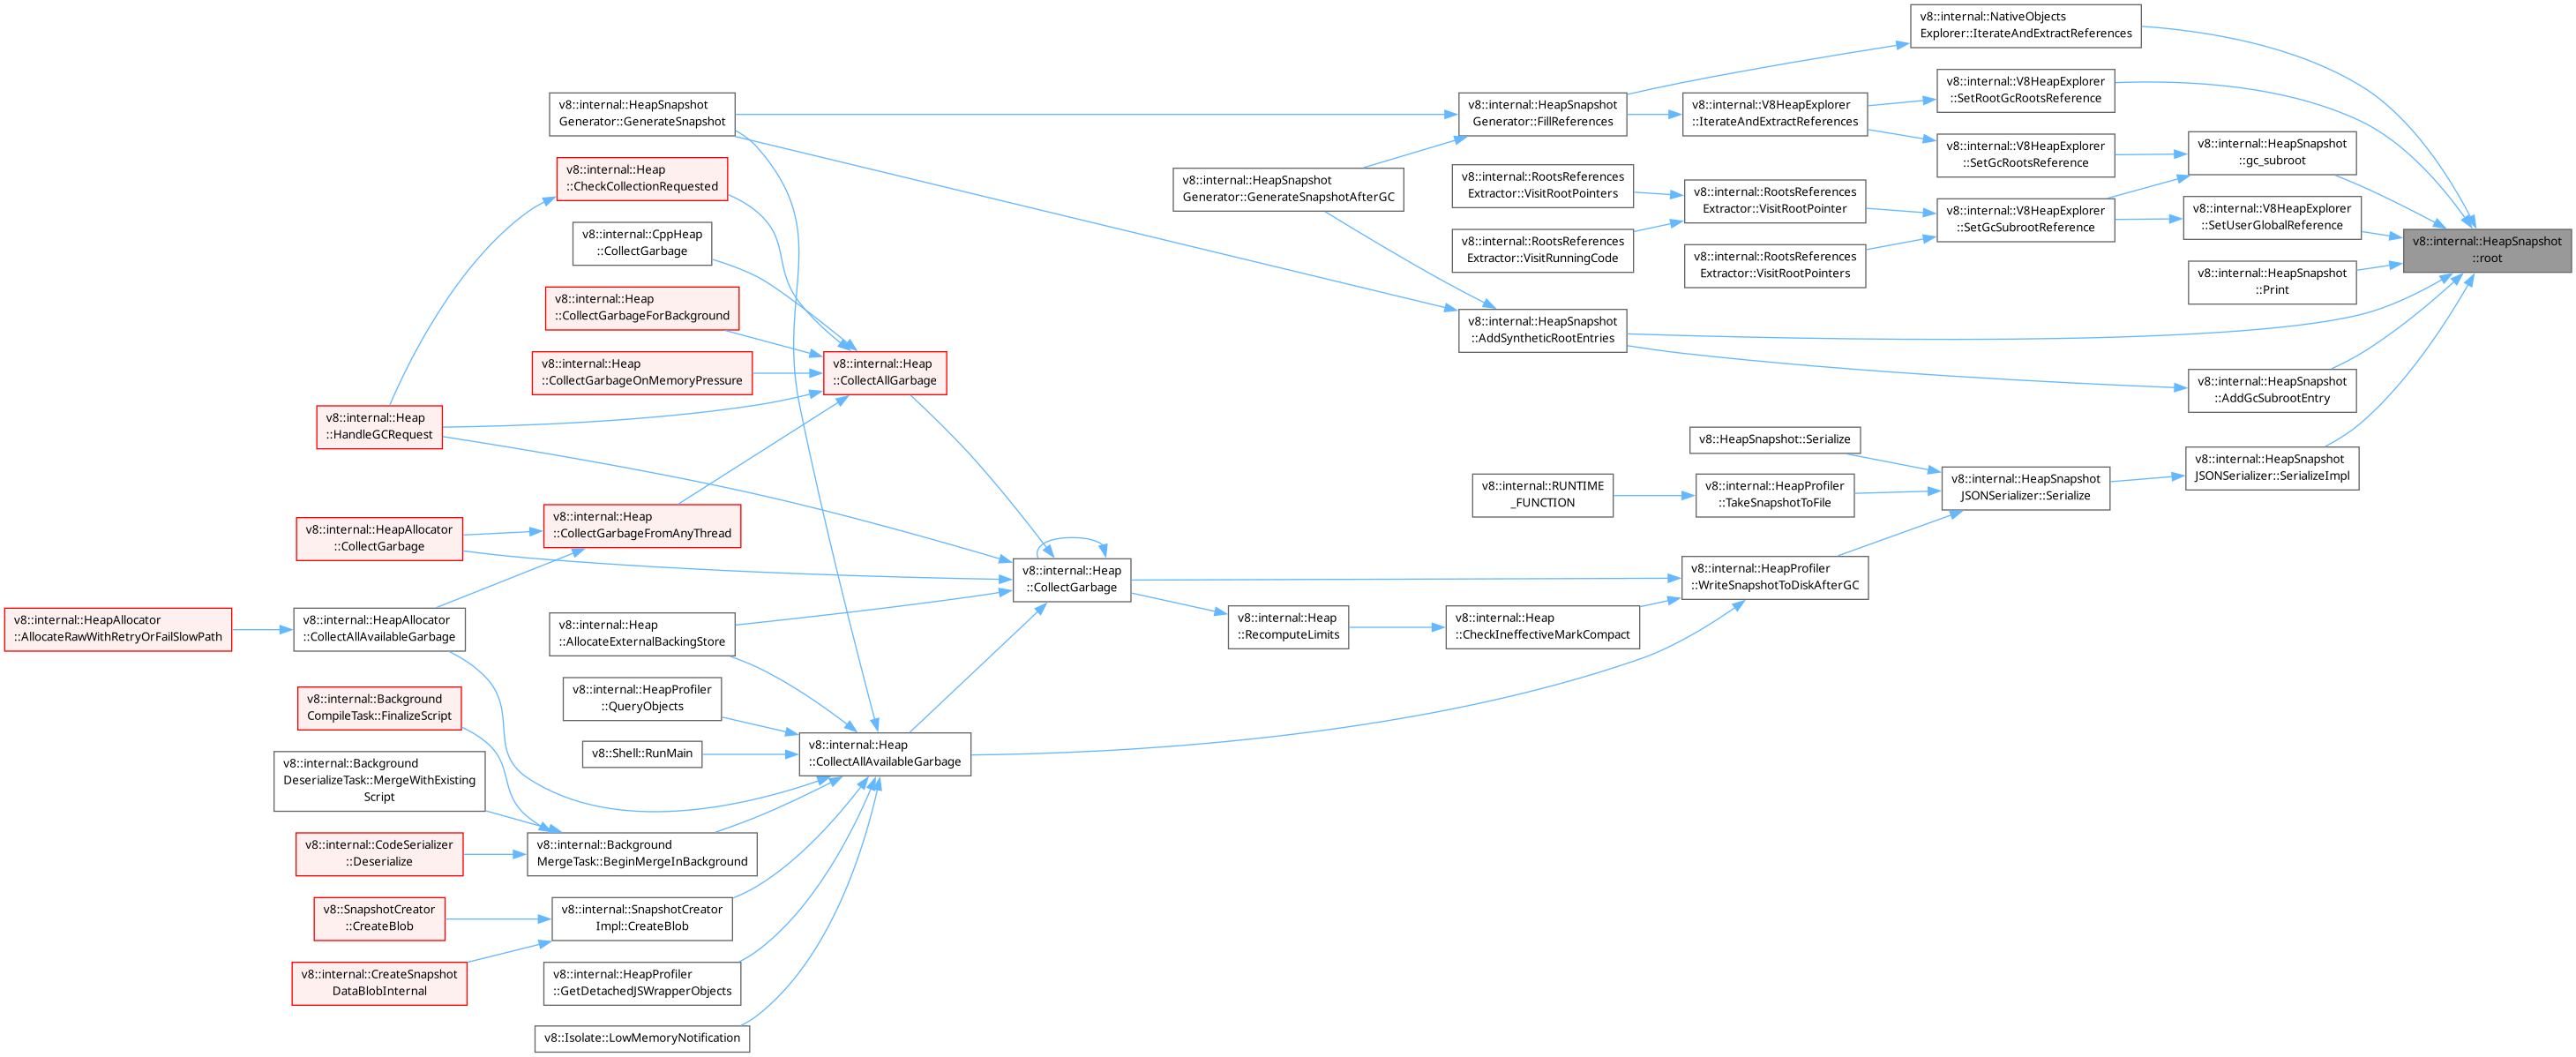 v8::internal::NativeObjects
Explorer::IterateAndExtractReferences
v8::internal::HeapSnapshot
Generator::GenerateSnapshot
v8::internal::HeapSnapshot
Generator::FillReferences
v8::internal::V8HeapExplorer
::IterateAndExtractReferences
v8::internal::V8HeapExplorer
::SetRootGcRootsReference
v8::internal::V8HeapExplorer
::SetGcRootsReference
v8::internal::HeapSnapshot
::gc_subroot
v8::internal::Heap
::CheckCollectionRequested
v8::internal::HeapSnapshot
Generator::GenerateSnapshotAfterGC
v8::internal::RootsReferences
Extractor::VisitRootPointers
v8::internal::RootsReferences
Extractor::VisitRootPointer
v8::internal::V8HeapExplorer
::SetGcSubrootReference
v8::internal::V8HeapExplorer
::SetUserGlobalReference
v8::internal::HeapSnapshot
::root
v8::internal::CppHeap
::CollectGarbage
v8::internal::RootsReferences
Extractor::VisitRunningCode
v8::internal::RootsReferences
Extractor::VisitRootPointers
v8::internal::HeapSnapshot
::Print
v8::internal::Heap
::CollectGarbageForBackground
v8::internal::HeapSnapshot
::AddSyntheticRootEntries
v8::internal::Heap
::CollectGarbageOnMemoryPressure
v8::internal::Heap
::CollectAllGarbage
v8::internal::HeapSnapshot
::AddGcSubrootEntry
v8::internal::Heap
::HandleGCRequest
v8::HeapSnapshot::Serialize
v8::internal::HeapSnapshot
JSONSerializer::SerializeImpl
v8::internal::RUNTIME
_FUNCTION
v8::internal::HeapProfiler
::TakeSnapshotToFile
v8::internal::HeapSnapshot
JSONSerializer::Serialize
v8::internal::HeapAllocator
::CollectGarbage
v8::internal::Heap
::CollectGarbageFromAnyThread
v8::internal::Heap
::CollectGarbage
v8::internal::HeapProfiler
::WriteSnapshotToDiskAfterGC
v8::internal::HeapAllocator
::AllocateRawWithRetryOrFailSlowPath
v8::internal::HeapAllocator
::CollectAllAvailableGarbage
v8::internal::Heap
::AllocateExternalBackingStore
v8::internal::Heap
::RecomputeLimits
v8::internal::Heap
::CheckIneffectiveMarkCompact
v8::internal::Background
CompileTask::FinalizeScript
v8::internal::HeapProfiler
::QueryObjects
v8::Shell::RunMain
v8::internal::Heap
::CollectAllAvailableGarbage
v8::internal::Background
DeserializeTask::MergeWithExisting
Script
v8::internal::CodeSerializer
::Deserialize
v8::internal::Background
MergeTask::BeginMergeInBackground
v8::SnapshotCreator
::CreateBlob
v8::internal::SnapshotCreator
Impl::CreateBlob
v8::internal::CreateSnapshot
DataBlobInternal
v8::internal::HeapProfiler
::GetDetachedJSWrapperObjects
v8::Isolate::LowMemoryNotification